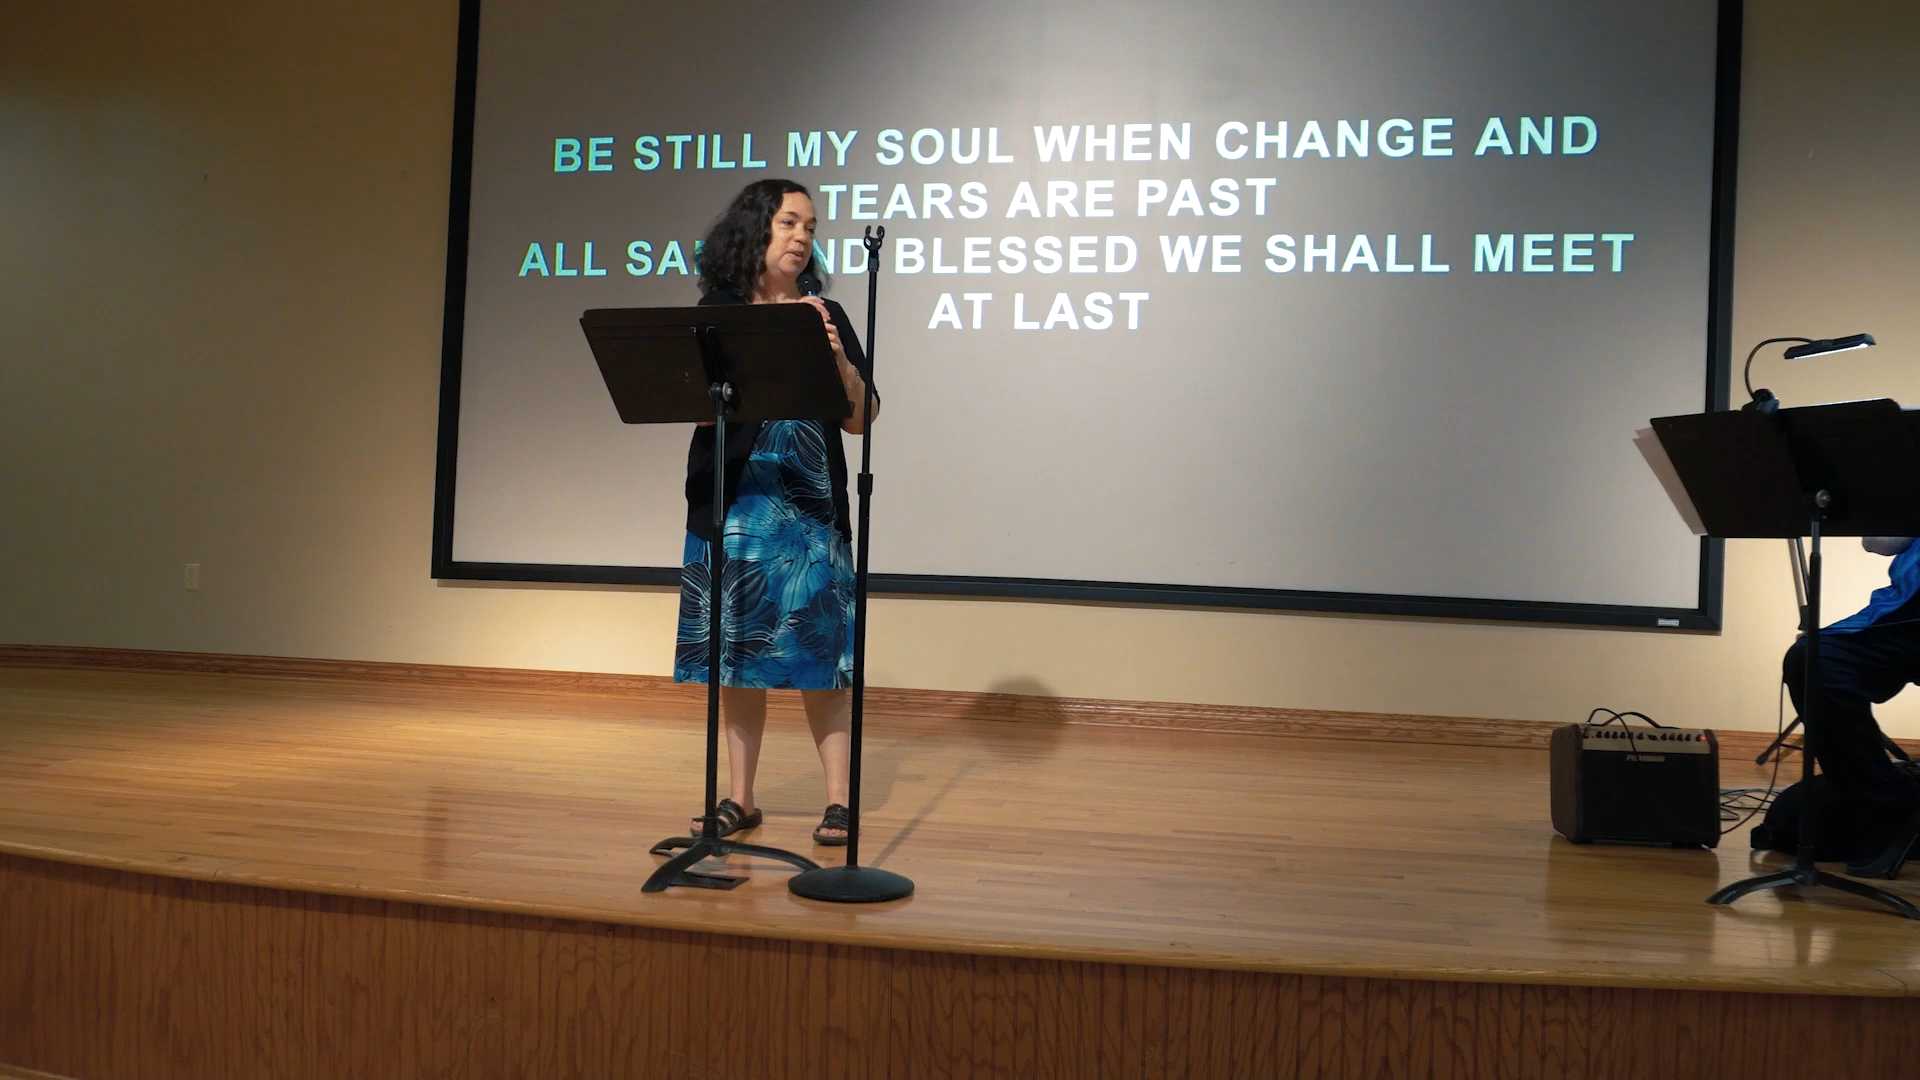 BE STILL MY SOUL WHEN CHANGE AND
TEARS ARE PAST
ALL BLESSED WE SHALL MEET
AT LAST